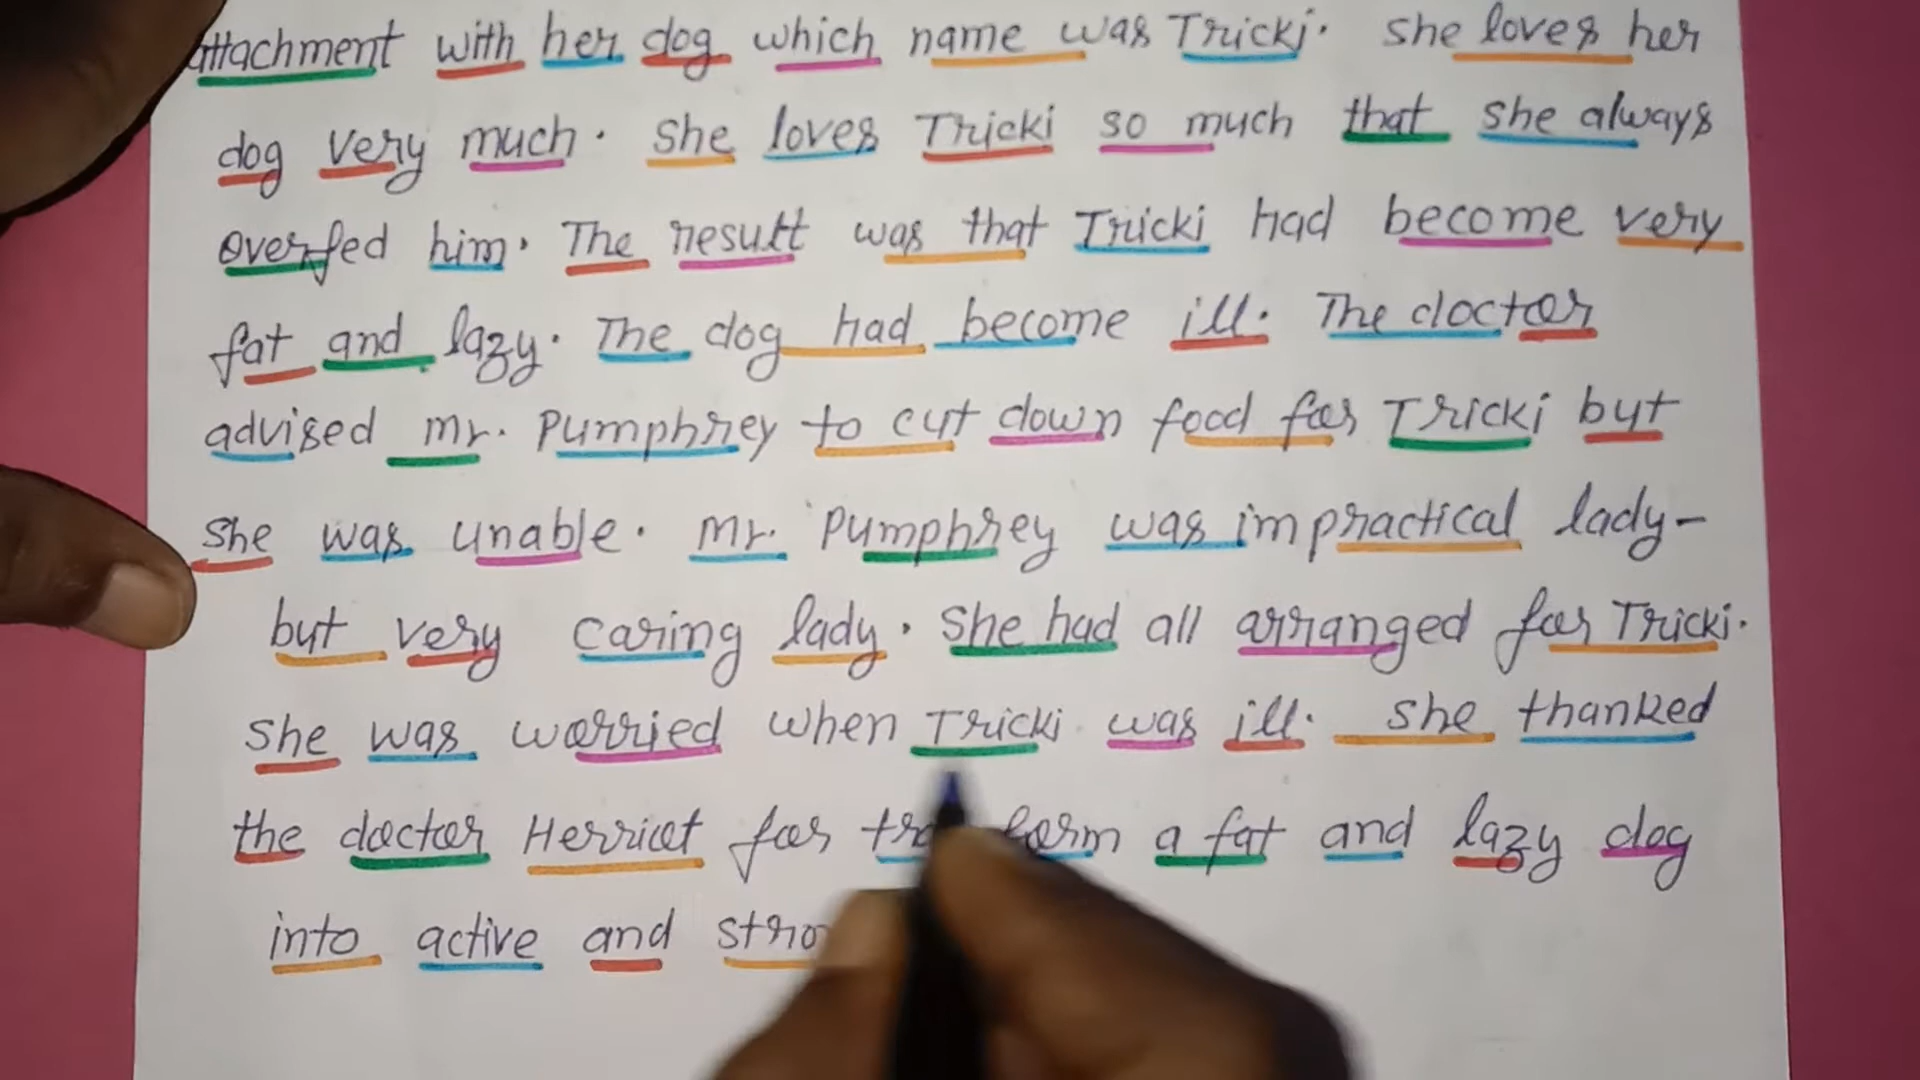 attachment with her dog which name was Tricki. She loves her
dog very much. She loves Tricki so much that she always
overfed him. The result was that Tricki had become very
fat and lazy. The dog had become ill. The doctor
advised Mr. Pumphrey to cut down food for Tricki but
she was unable. Mr. Pumphrey was impractical lady-
but very caring lady. She had all arranged for Tricki.
She was worried when Tricki was ill. She thanked
the doctor Herriot for a fat and lazy dog
into active and